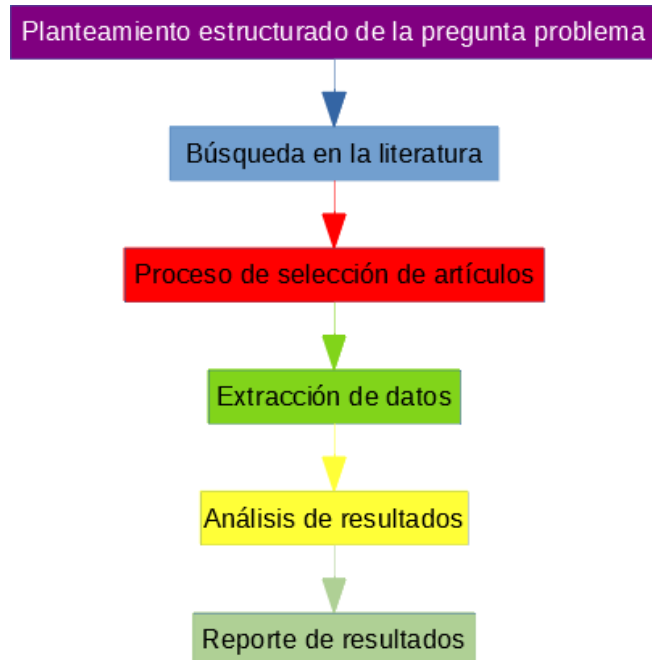 Planteamiento estructurado de la pregunta problema
Búsqueda en la literatura
Proceso de selección de artículos
Extracción de datos
Análisis de resultados
Reporte de resultados